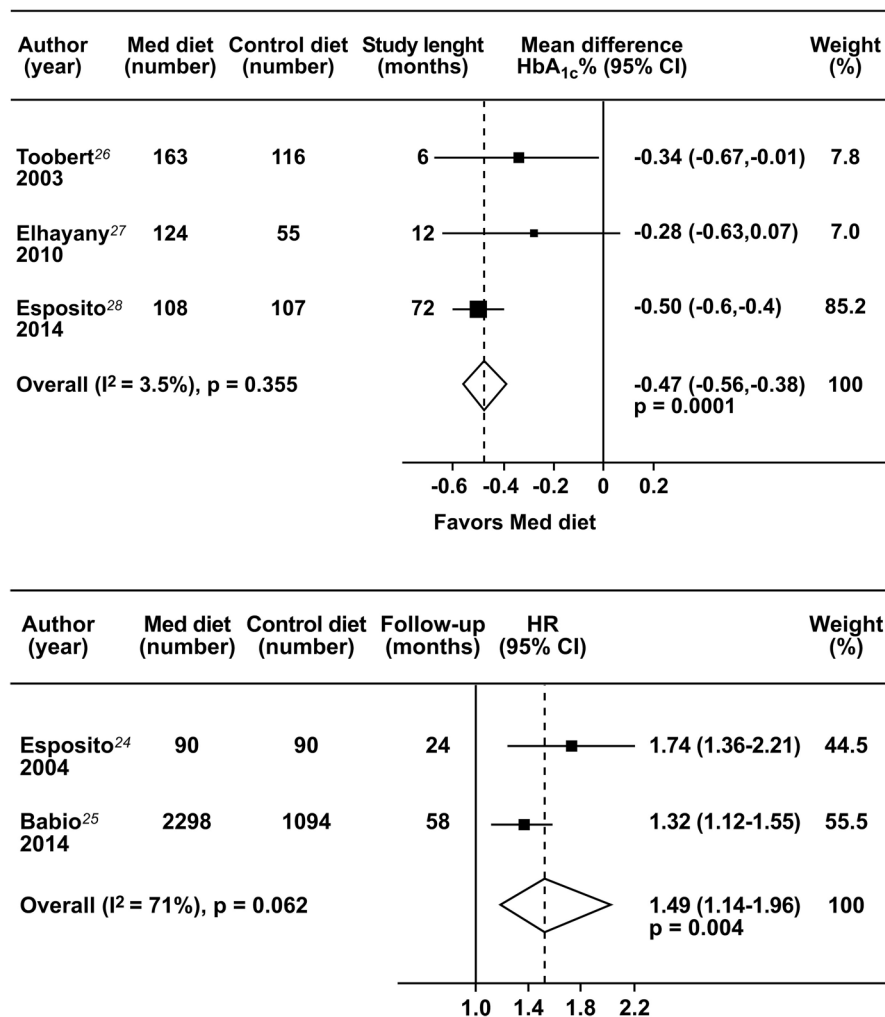 Author Med diet Control diet Study lenght Mean difference Weight
(year) (number) (number) (months) HbA1c% (95% CI) (%)
Toobert26 163 116 6 -0.34 (-0.67,-0.01) 7.8
2003
Elhayany27 124 55 12 -0.28 (-0.63,0.07) 7.0
2010
Esposito28 108 107 72 -0.50 (-0.6,-0.4) 85.2
2014
Overall (I2 = 3.5%), p = 0.355 -0.47 (-0.56,-0.38) 100
p = 0.0001
-0.6 -0.4 -0.2 0 0.2
Favors Med diet
Author Med diet Control diet Follow-up HR Weight
(year) (number) (number) (months) (95% CI) (%)
Esposito24 90 90 24 1.74 (1.36-2.21) 44.5
2004
Babio25 2298 1094 58 1.32 (1.12-1.55) 55.5
2014
Overall (I2 = 71%), p = 0.062 1.49 (1.14-1.96) 100
p = 0.004
1.0 1.4 1.8 2.2